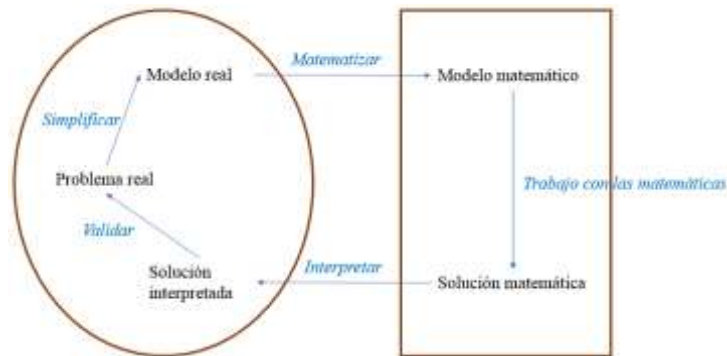 Matematizar
Modelo real
Modelo matemático
Simplificar
Problema real
Trabajo con las matemáticas
Validar
Interpretar
Solución
interpretada
Solución matemática